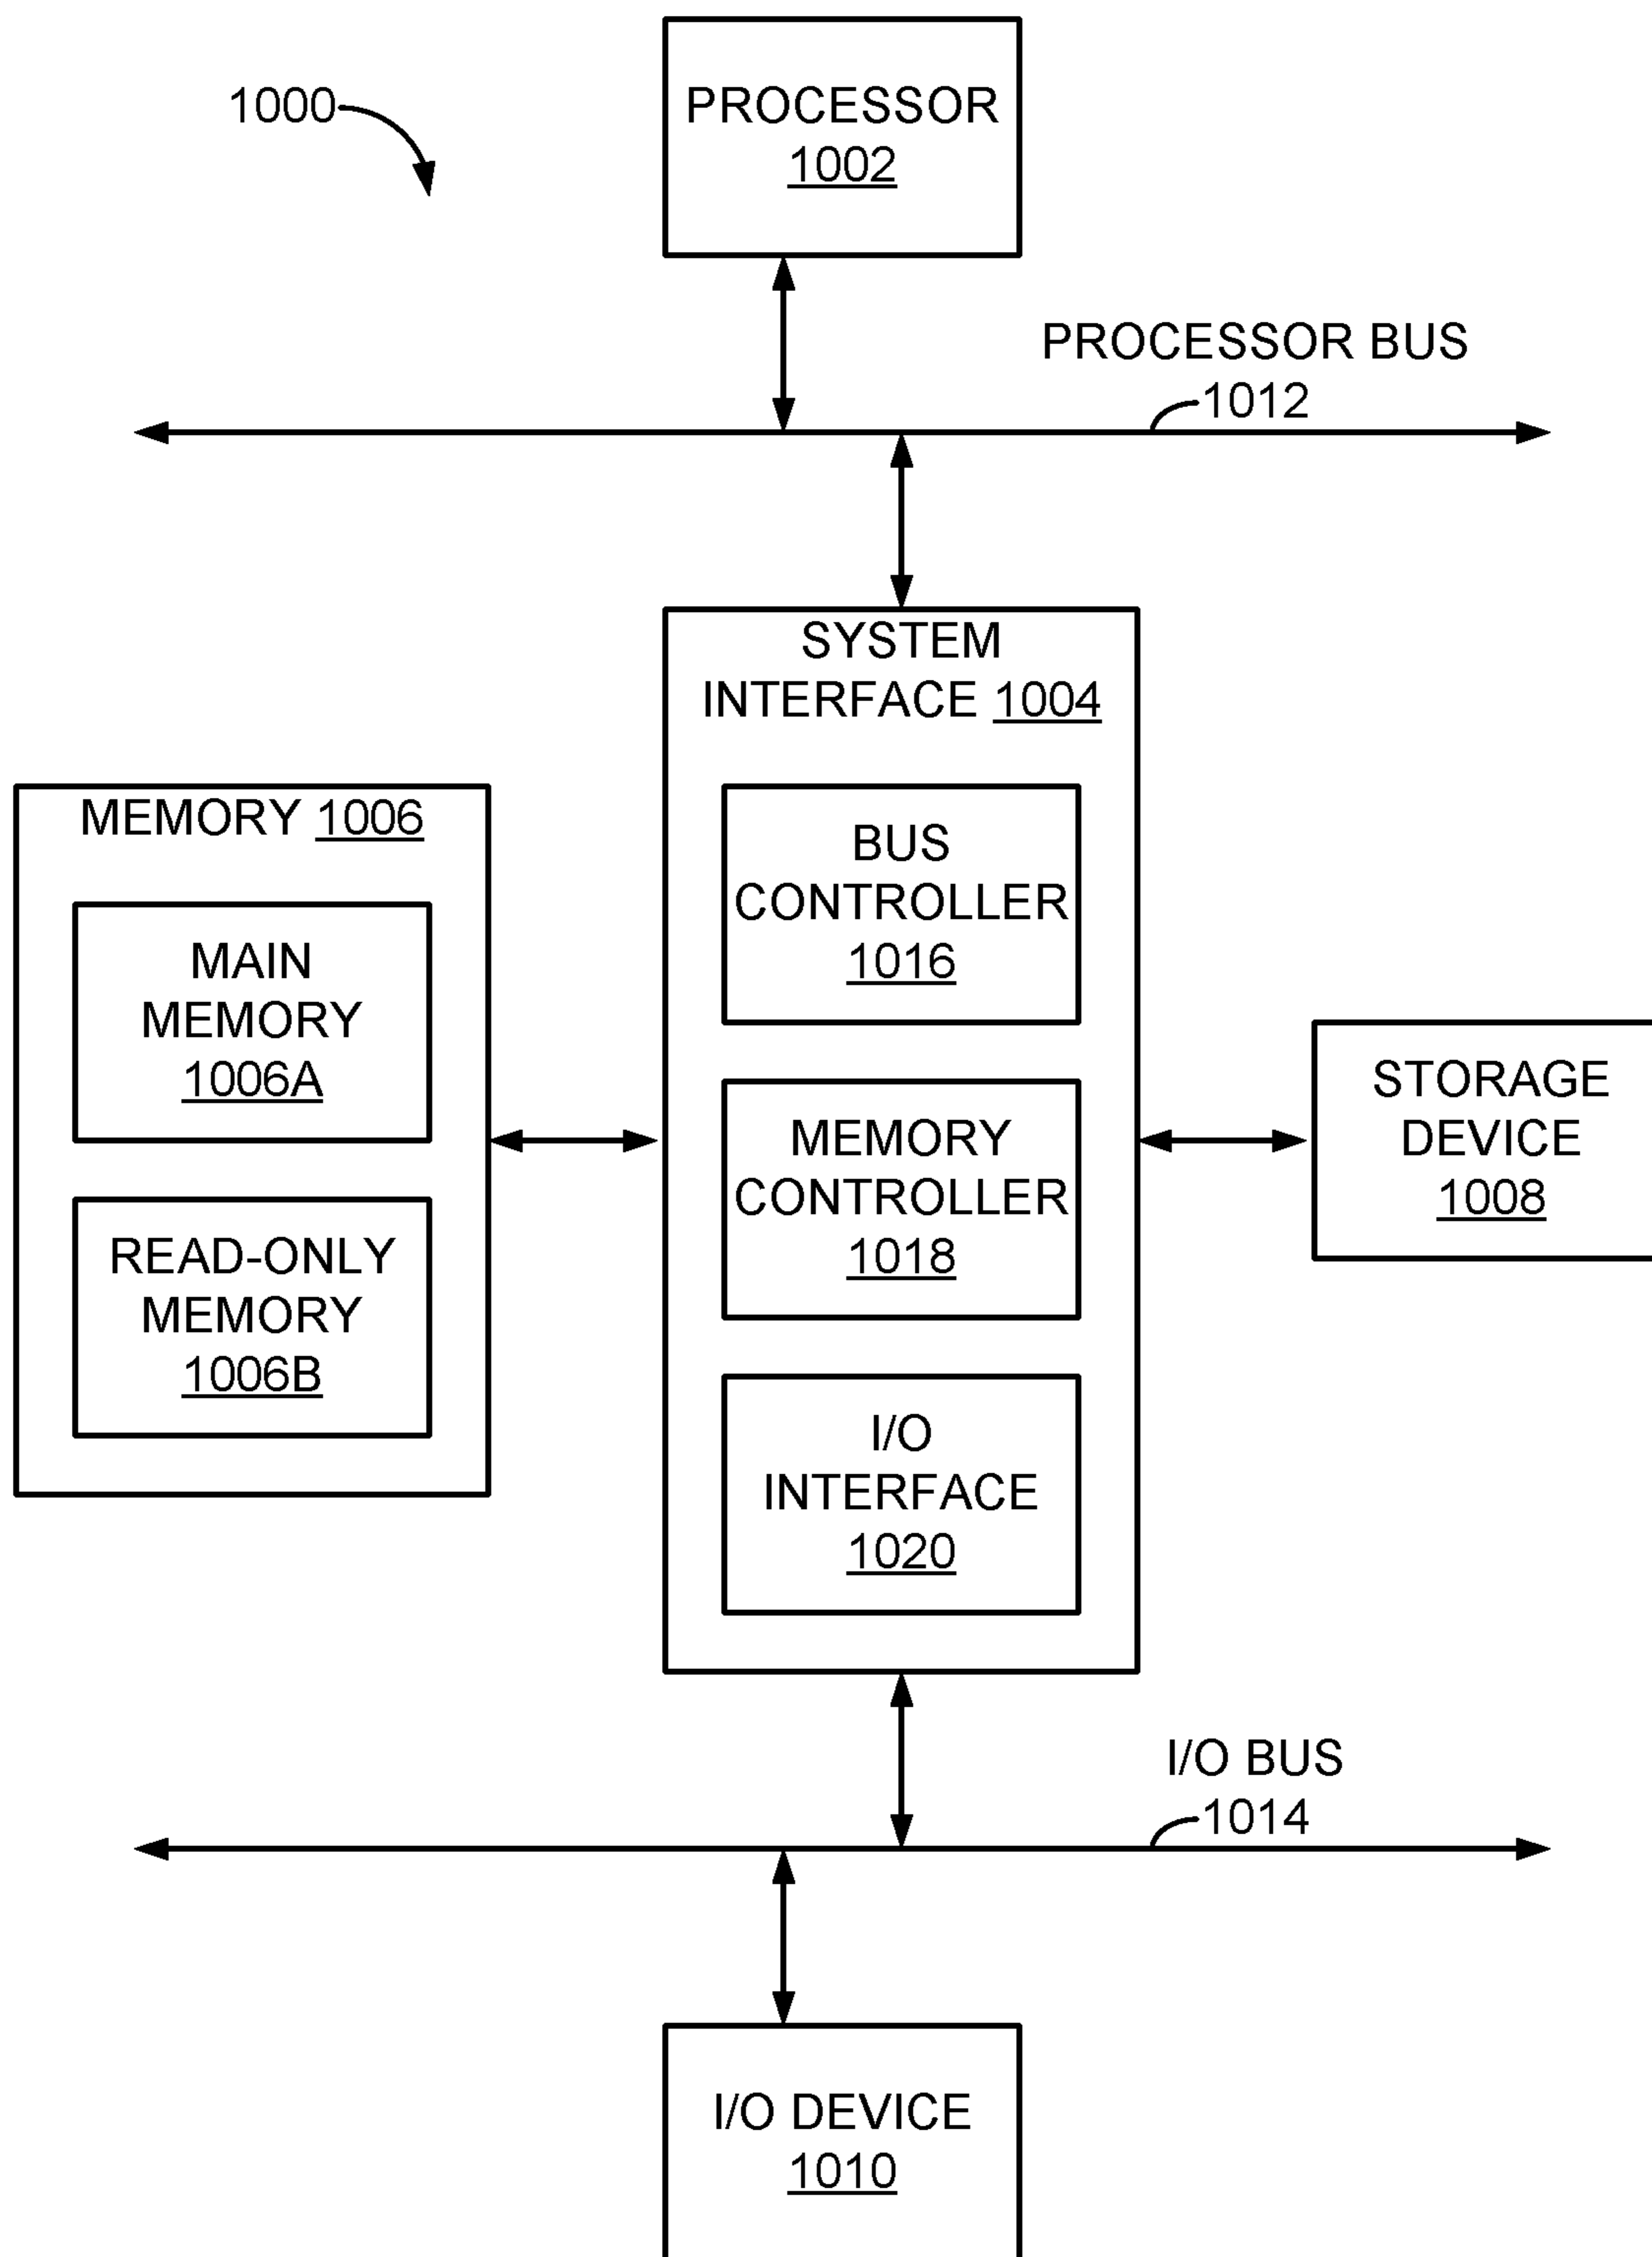 1000
PROCESSOR
1002
PROCESSOR BUS
1012
SYSTEM
INTERFACE 1004
MEMORY 1006
BUS
CONTROLLER
1016
MAIN
MEMORY
1006A
STORAGE
DEVICE
1008
MEMORY
CONTROLLER
1018
READ-ONLY
MEMORY
1006B
I/O
INTERFACE
1020
I/O BUS
1014
I/O DEVICE
1010